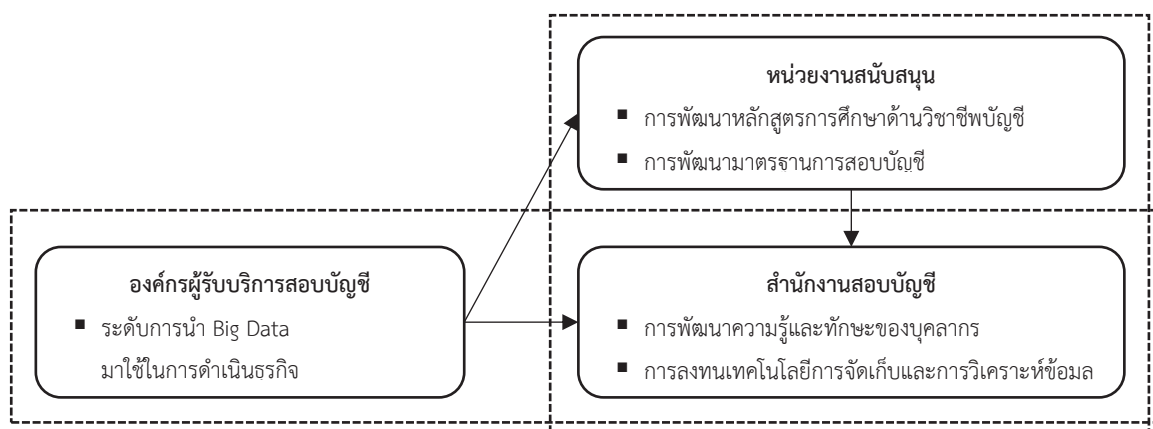 หน่วยงานสนับสนุน
▪ การพัฒนาหลักสูตรการศึกษาด้านวิชาชีพบัญชี
▪ การพัฒนามาตรฐานการสอบบัญชี
องค์กรผู้รับบริการสอบบัญชี
▪ ระดับการนำ Big Data
มาใช้ในการดำเนินธุรกิจ
สำนักงานสอบบัญชี
▪ การพัฒนาความรู้และทักษะของบุคลากร
▪ การลงทุนเทคโนโลยีการจัดเก็บและการวิเคราะห์ข้อมูล